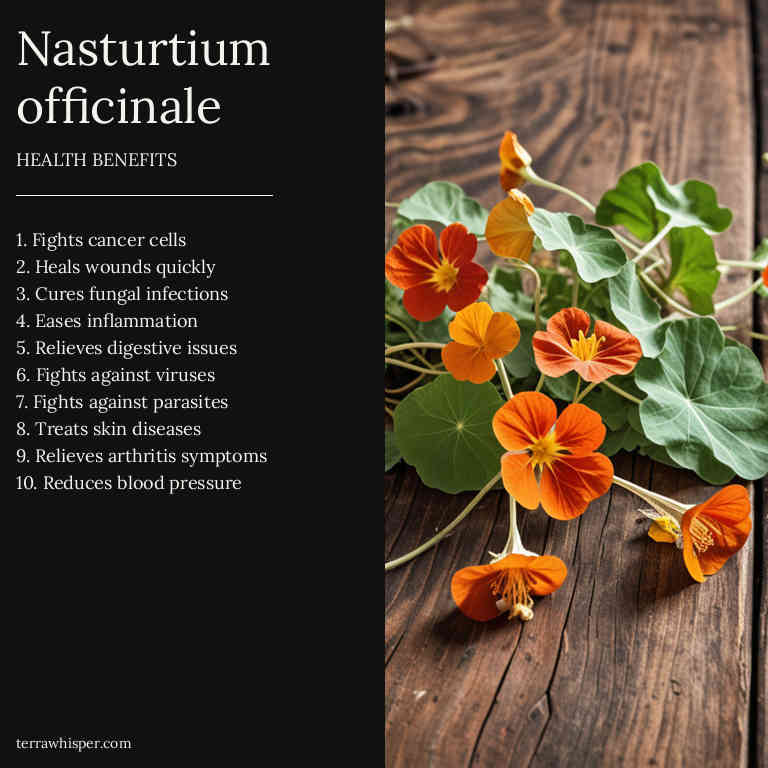 Nasturtium
officinale
HEALTH BENEFITS
1. Fights cancer cells
2. Heals wounds quickly
3. Cures fungal infections
4. Eases inflammation
5. Relieves digestive issues
6. Fights against viruses
7. Fights against parasites
8. Treats skin diseases
9. Relieves arthritis symptoms
10. Reduces blood pressure
terrawhisper.com